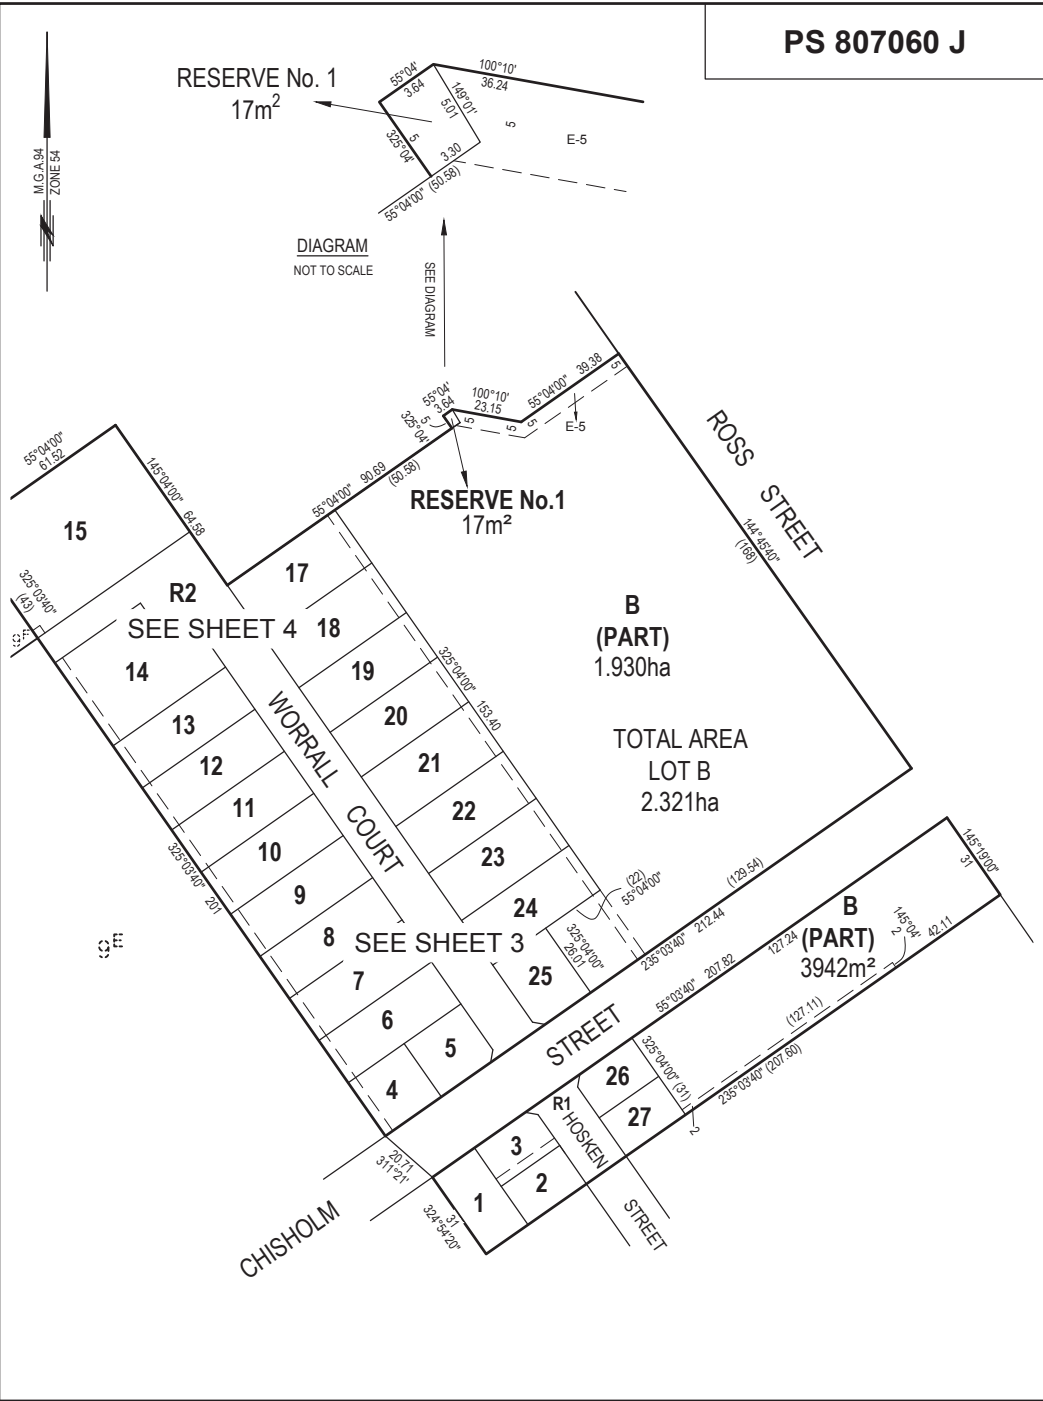 PS 807060 J
M.G.A.94
ZONE 54
RESERVE No. 1
17m²
55°04'
3.64
100°10'
36.24
149°01'
5.01
5
325°04'
5
E-5
3.30
55°04'00" (50.58)
DIAGRAM
NOT TO SCALE
SEE DIAGRAM
55°04'
3.64
5
325°04'
100°10'
23.15
55°04'00" 39.38
5
5
5
5
E-5
55°04'00" 90.69
(50.58)
RESERVE No.1
17m²
ROSS STREET
144°45'40"
(168)
55°04'00"
61.52
145°04'00" 64.58
15
325°03'40"
(43)
R2
SEE SHEET 4
17
18
14
19
13
20
12
21
11
22
10
23
9
24
8
25
7
6
5
4
WORRALL COURT
325°04'00" 153.40
B
(PART)
1.930ha
TOTAL AREA
LOT B
2.321ha
325°03'40" 201
9E
9E
SEE SHEET 3
(22)
55°04'00"
325°04'00"
26.01
(129.54)
235°03'40" 212.44
55°03'40" 207.82 127.24
145°19'00"
31
B
(PART)
3942m²
145°04'
2
42.11
(127.11)
235°03'40" (207.60)
2
325°04'00" (31)
26
27
R1
HOSKEN STREET
3
2
1
20.71
311°21'
31
324°54'20"
CHISHOLM STREET